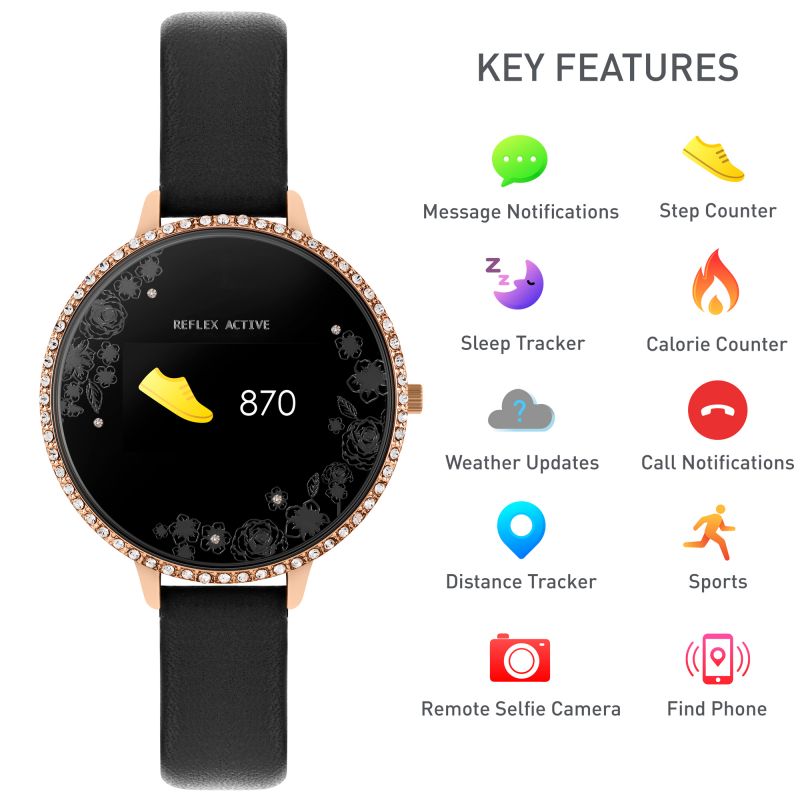 KEY FEATURES
Message Notifications
Step Counter
z
z
Sleep Tracker
Calorie Counter
REFLEX ACTIVE
870
?
Weather Updates
Call Notifications
Distance Tracker
Sports
Remote Selfie Camera
Find Phone